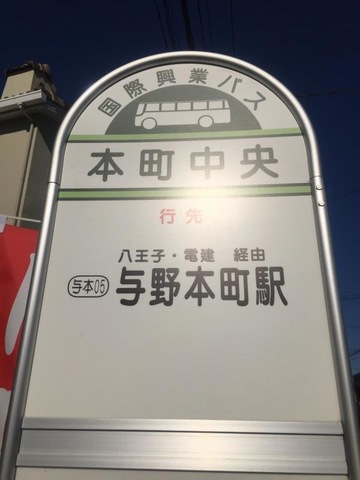 国際興業バス
本町中央
行先
八王子・電建 経由
与本05 与野本町駅